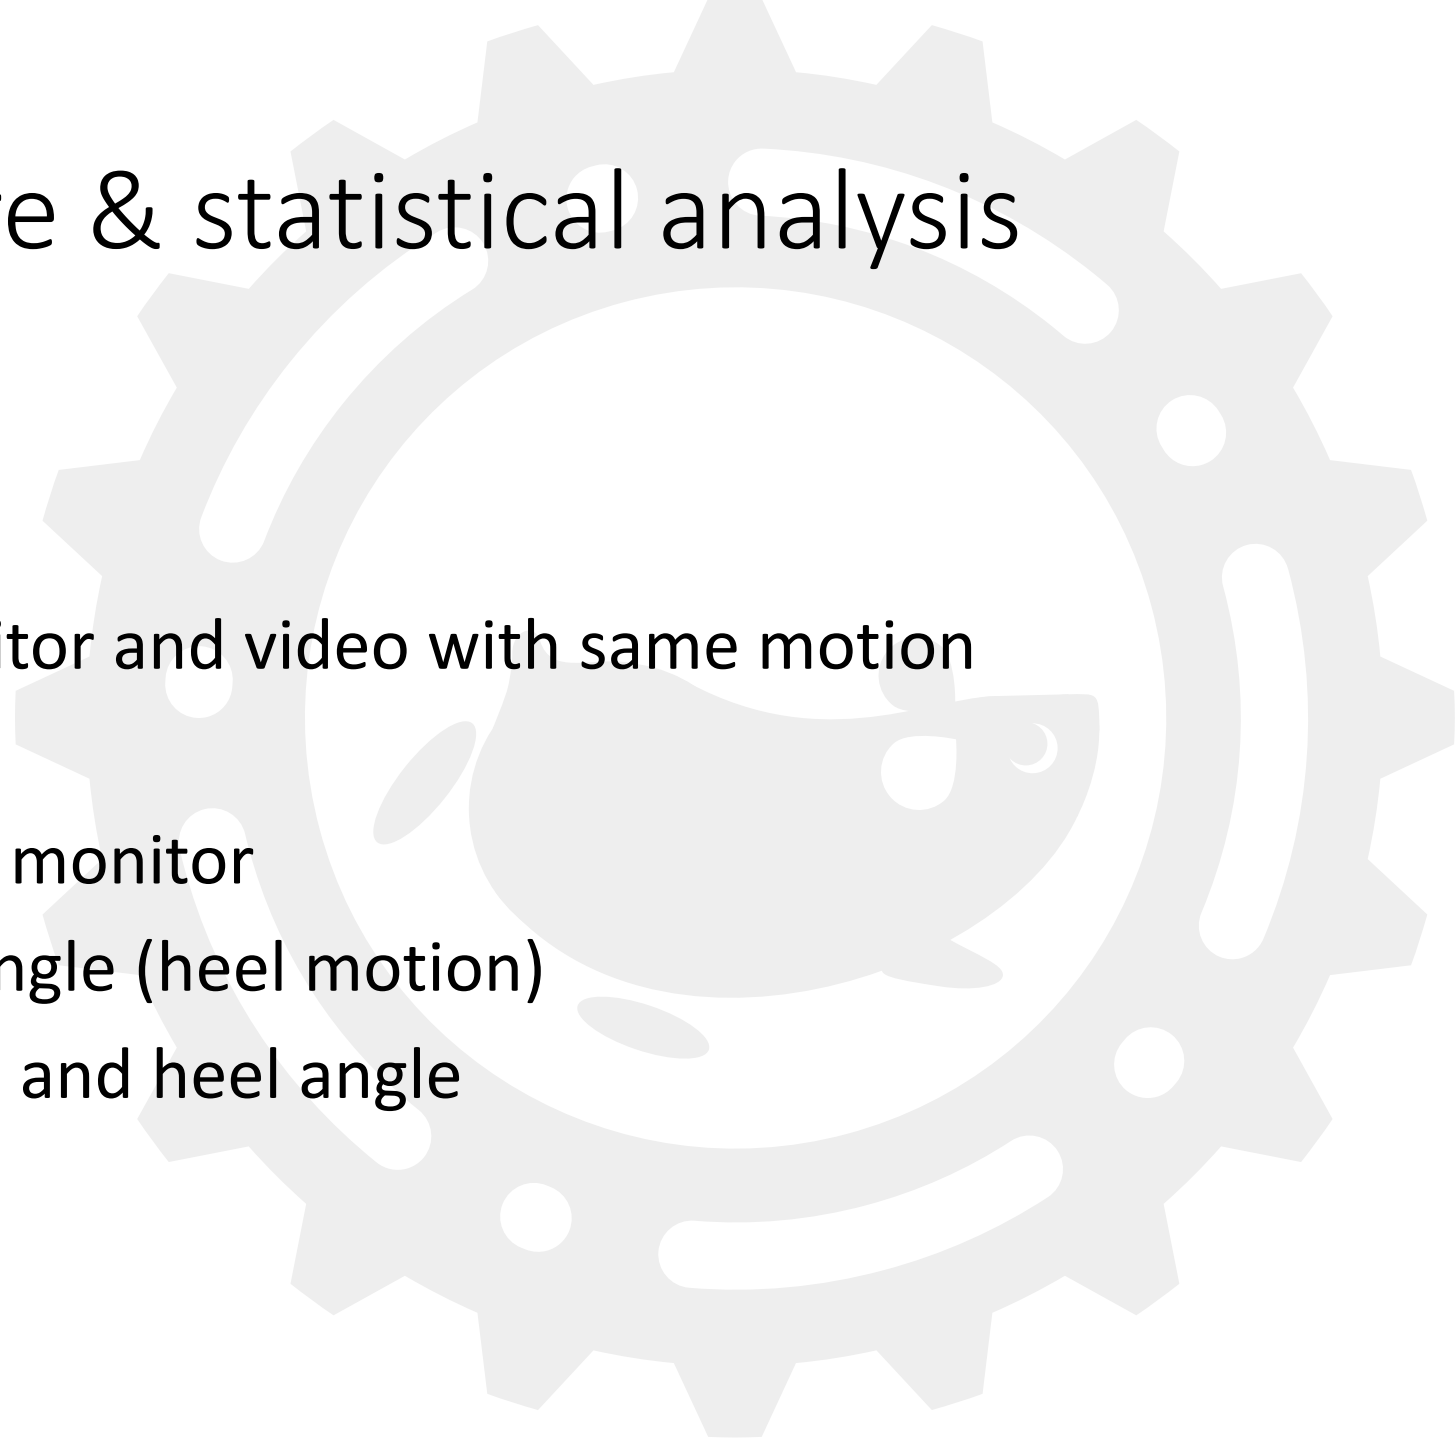 e & statistical analysis
itor and video with same motion
monitor
ngle (heel motion)
and heel angle